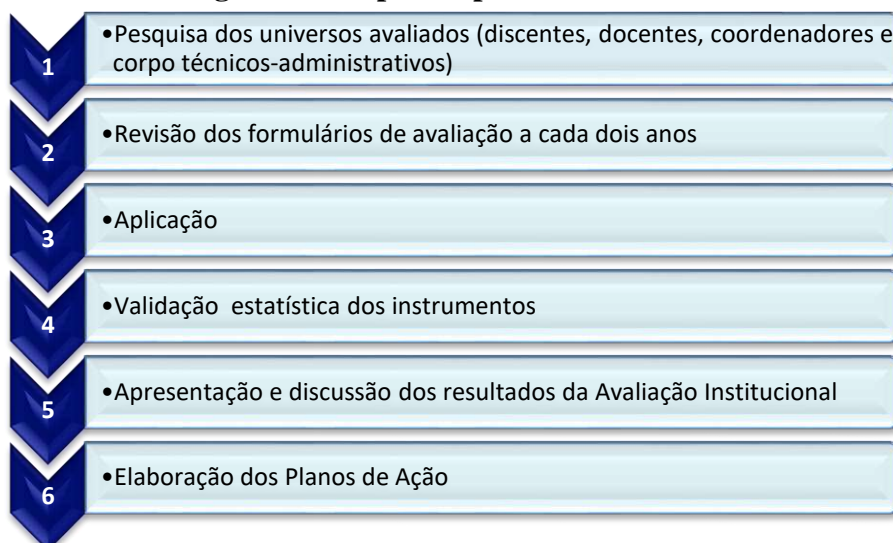 1
•Pesquisa dos universos avaliados (discentes, docentes, coordenadores e
corpo técnicos-administrativos)
2
•Revisão dos formulários de avaliação a cada dois anos
3
•Aplicação
4
•Validação estatística dos instrumentos
5
•Apresentação e discussão dos resultados da Avaliação Institucional
6
•Elaboração dos Planos de Ação